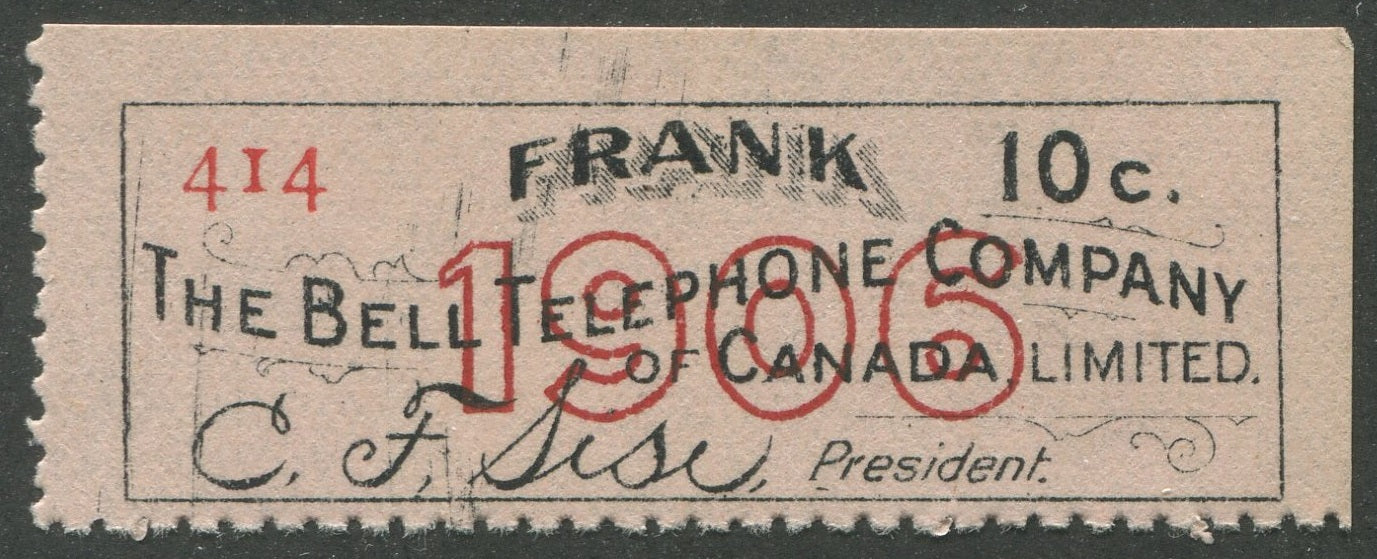 414 FRANK 10c.
THE BELL TELEPHONE COMPANY
1906
OF CANADA, LIMITED.
C. F. Sise, President.